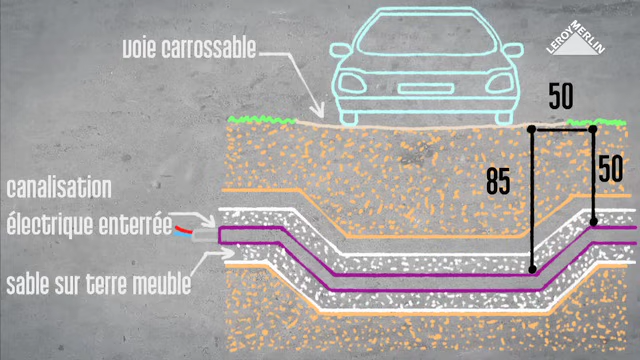 voie carrossable
LEROY MERLIN
50
85
50
canalisation
électrique enterrée
sable sur terre meuble